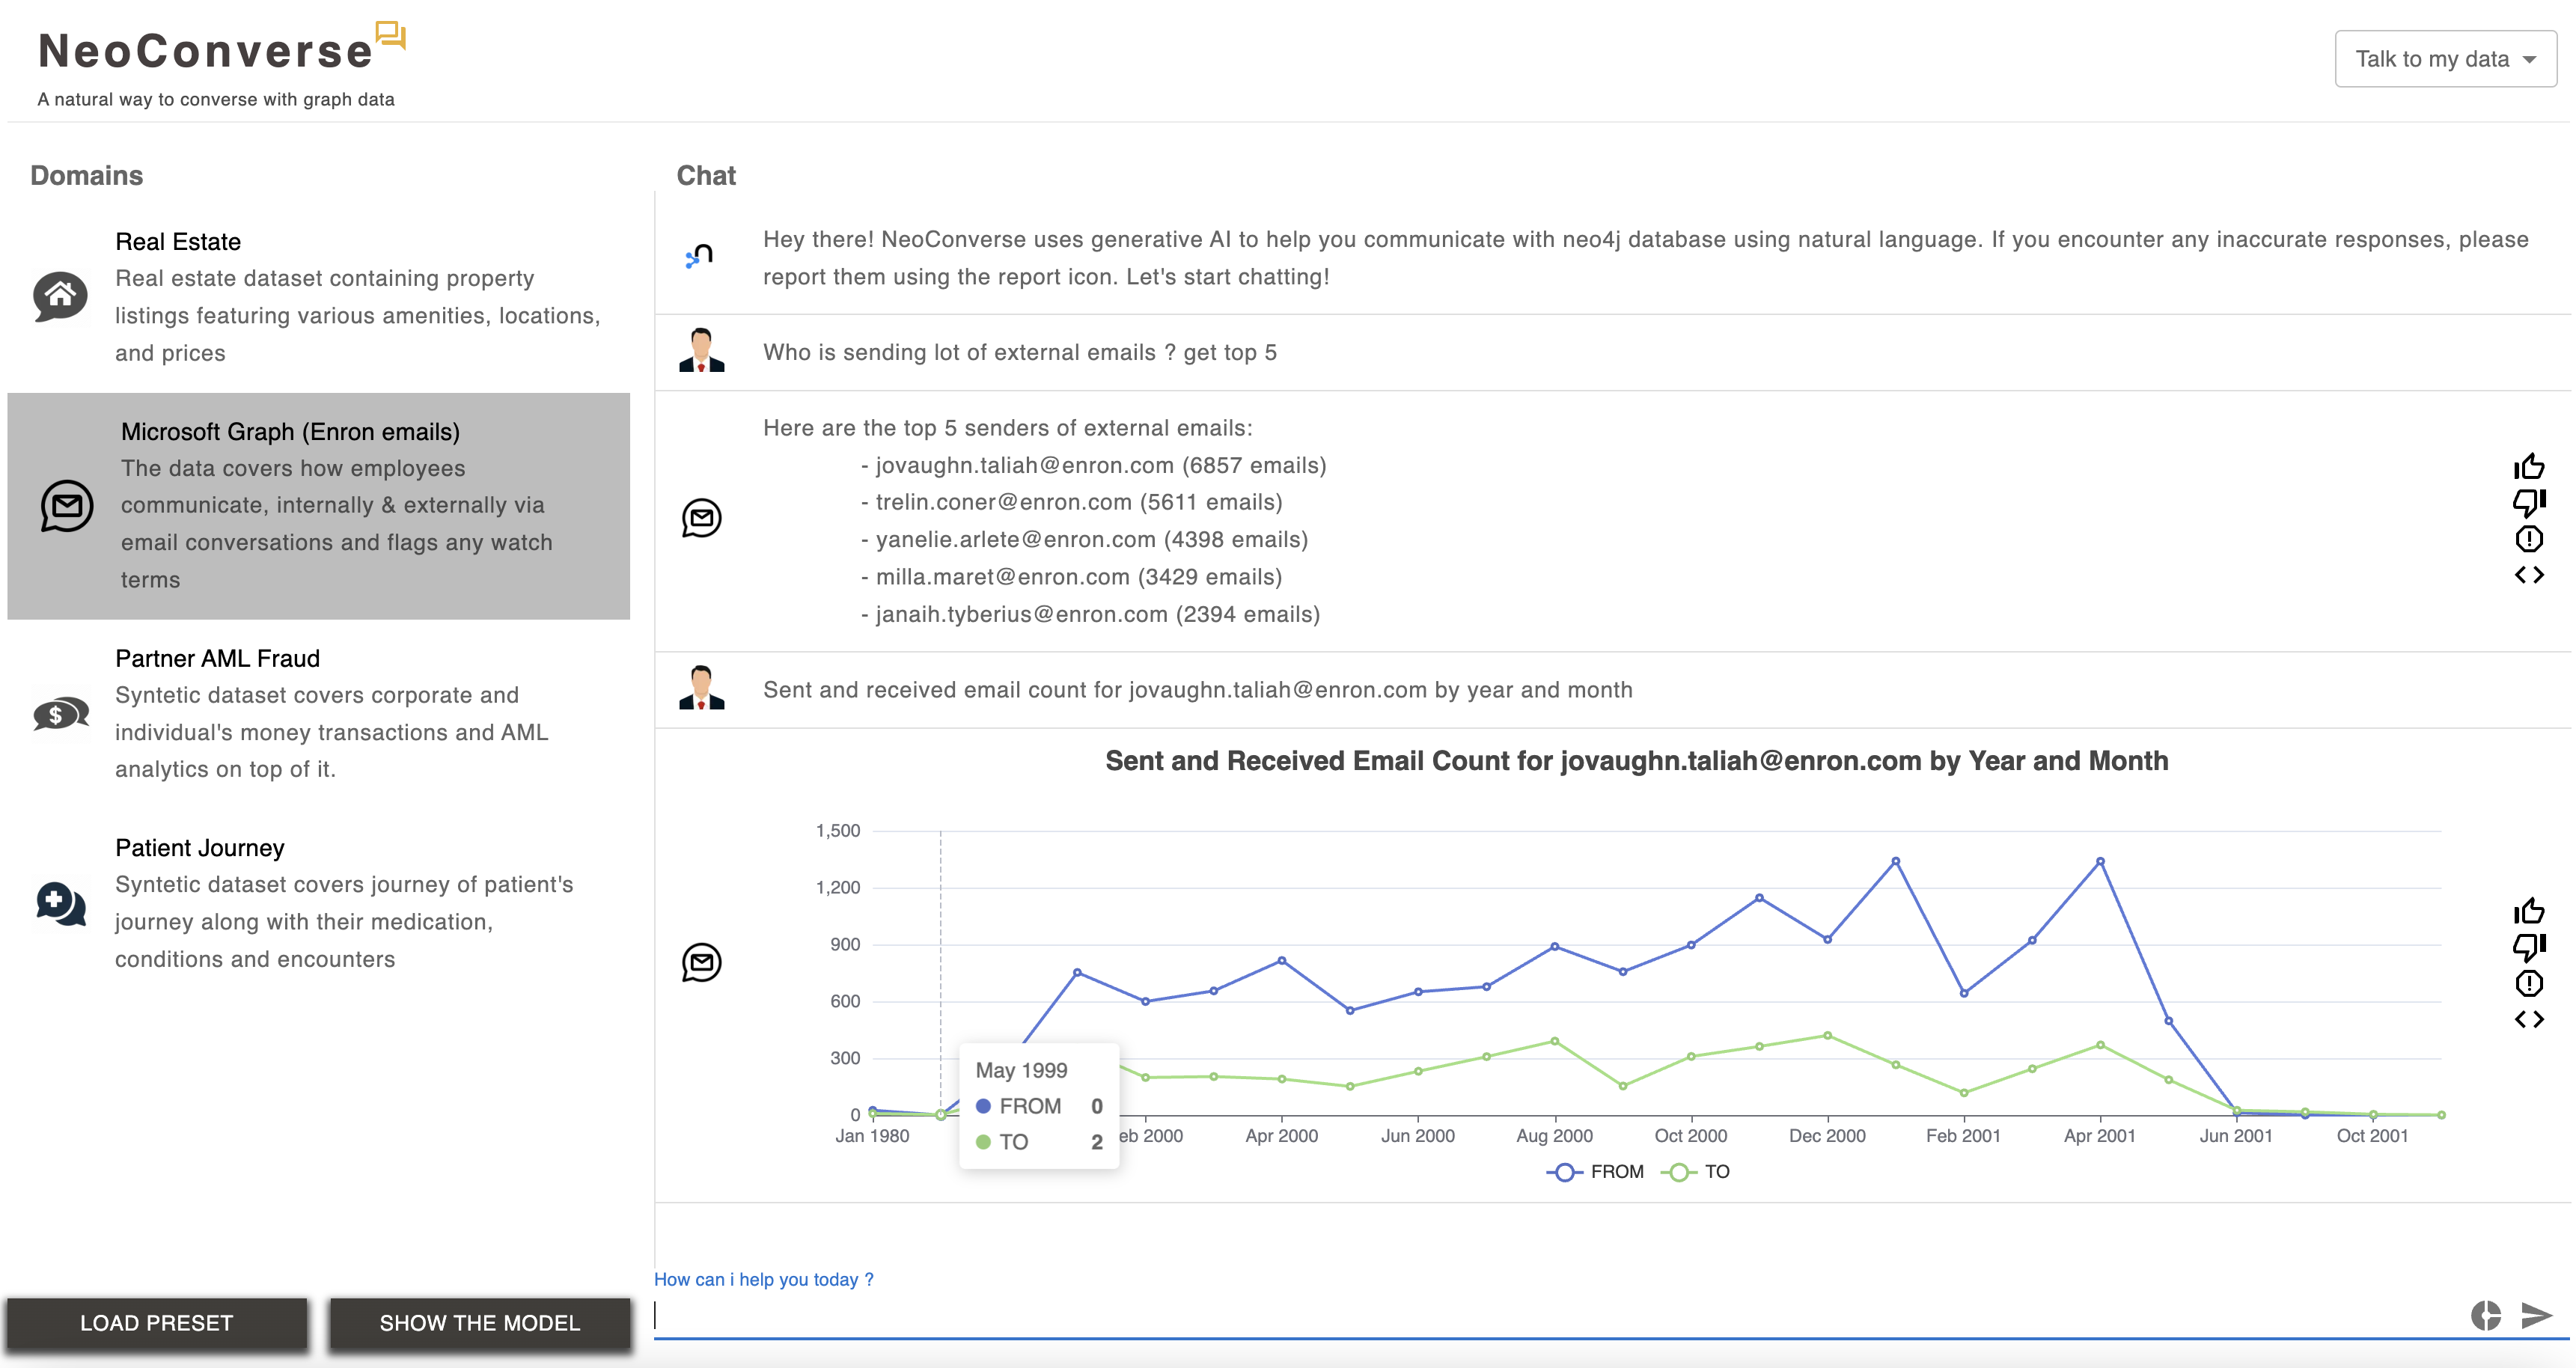 NeoConverse
A natural way to converse with graph data
Talk to my data
Domains
Real Estate
Real estate dataset containing property
listings featuring various amenities, locations,
and prices
Microsoft Graph (Enron emails)
The data covers how employees
communicate, internally & externally via
email conversations and flags any watch
terms
Partner AML Fraud
Syntetic dataset covers corporate and
individual's money transactions and AML
analytics on top of it.
Patient Journey
Syntetic dataset covers journey of patient's
journey along with their medication,
conditions and encounters
LOAD PRESET
SHOW THE MODEL
Chat
Hey there! NeoConverse uses generative AI to help you communicate with neo4j database using natural language. If you encounter any inaccurate responses, please
report them using the report icon. Let's start chatting!
Who is sending lot of external emails ? get top 5
Here are the top 5 senders of external emails:
- jovaughn.taliah@enron.com (6857 emails)
- trelin.coner@enron.com (5611 emails)
- yanelie.arlete@enron.com (4398 emails)
- milla.maret@enron.com (3429 emails)
- janaih.tyberius@enron.com (2394 emails)
Sent and received email count for jovaughn.taliah@enron.com by year and month
Sent and Received Email Count for jovaughn.taliah@enron.com by Year and Month
1,500
1,200
900
600
300
0
May 1999
FROM 0
TO 2
Jan 1980 eb 2000 Apr 2000 Jun 2000 Aug 2000 Oct 2000 Dec 2000 Feb 2001 Apr 2001 Jun 2001 Oct 2001
FROM TO
How can i help you today ?